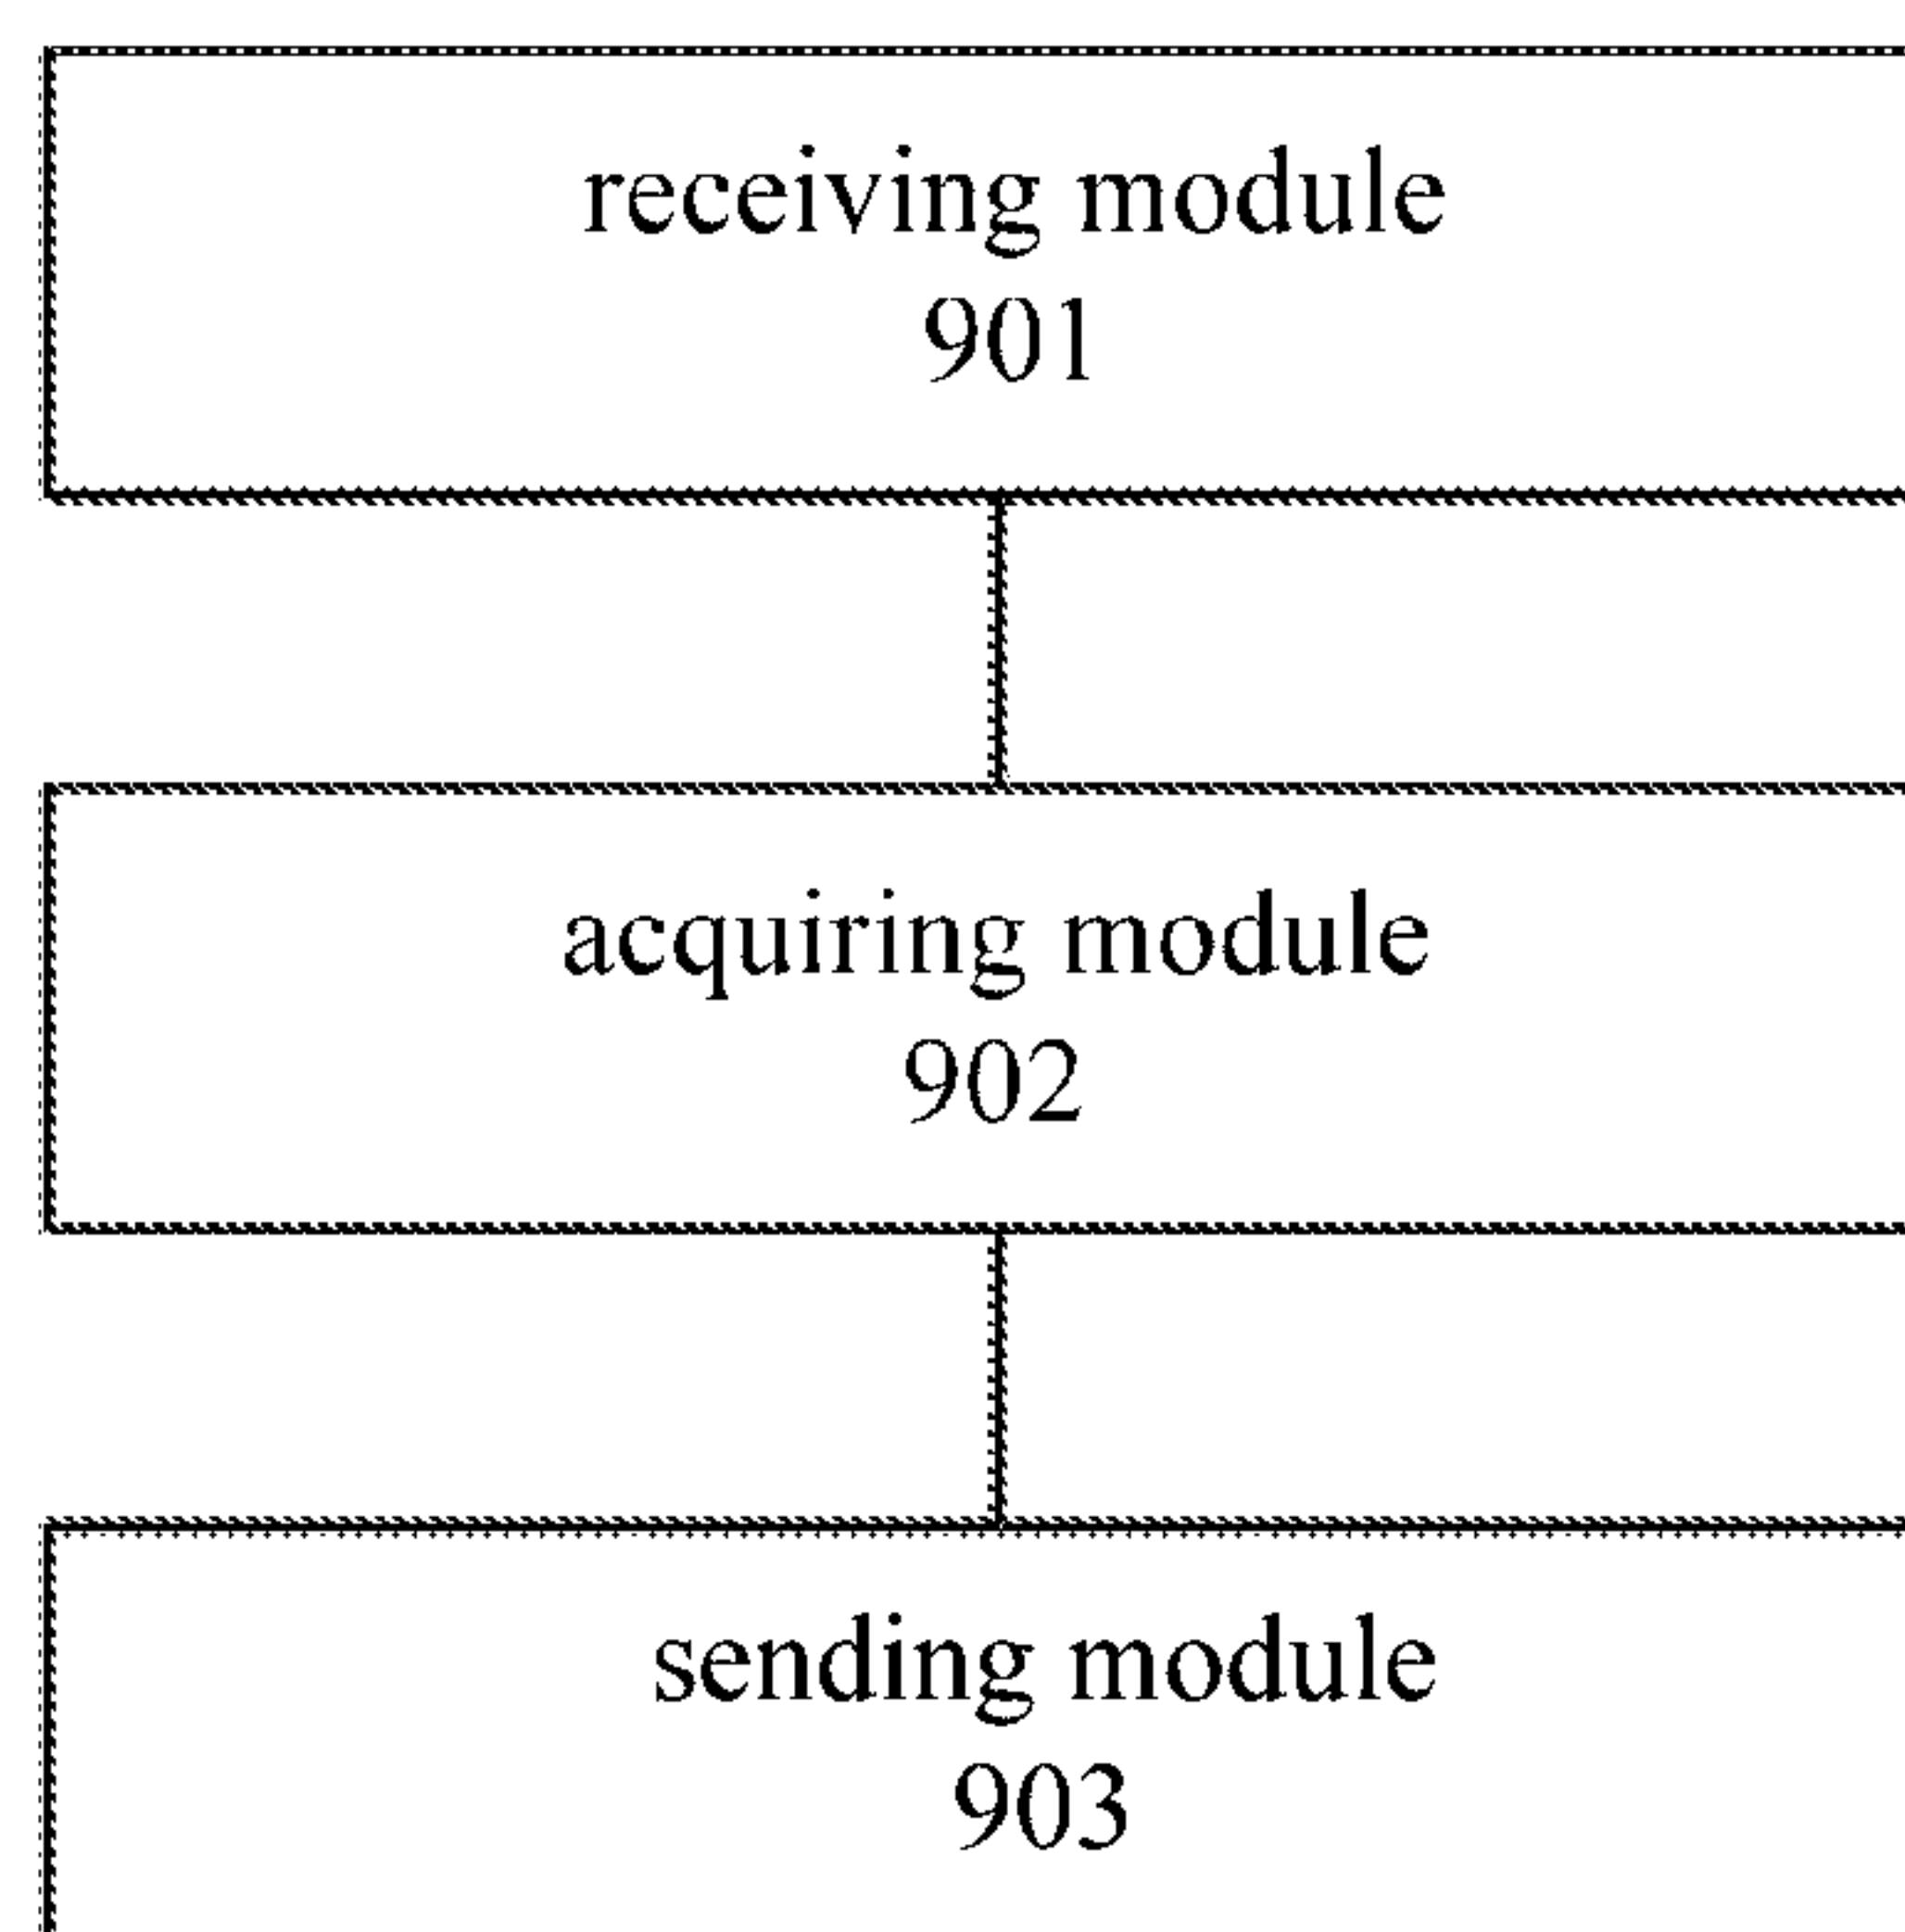 receiving module
901
acquiring module
902
sending module
903